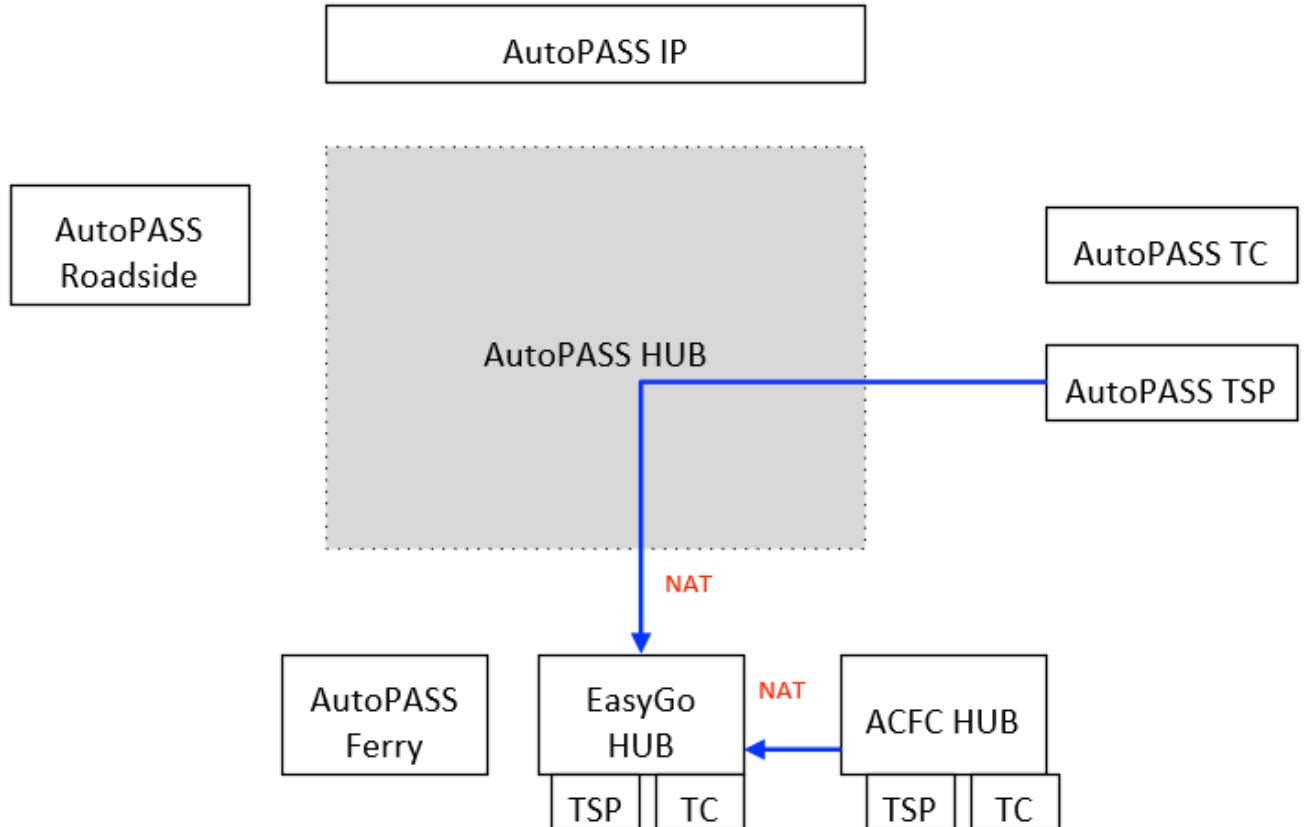 AutoPASS IP
AutoPASS
Roadside
AutoPASS TC
AutoPASS HUB
AutoPASS TSP
NAT
AutoPASS
Ferry
EasyGo
HUB
NAT
ACFC HUB
TSP
TC
TSP
TC